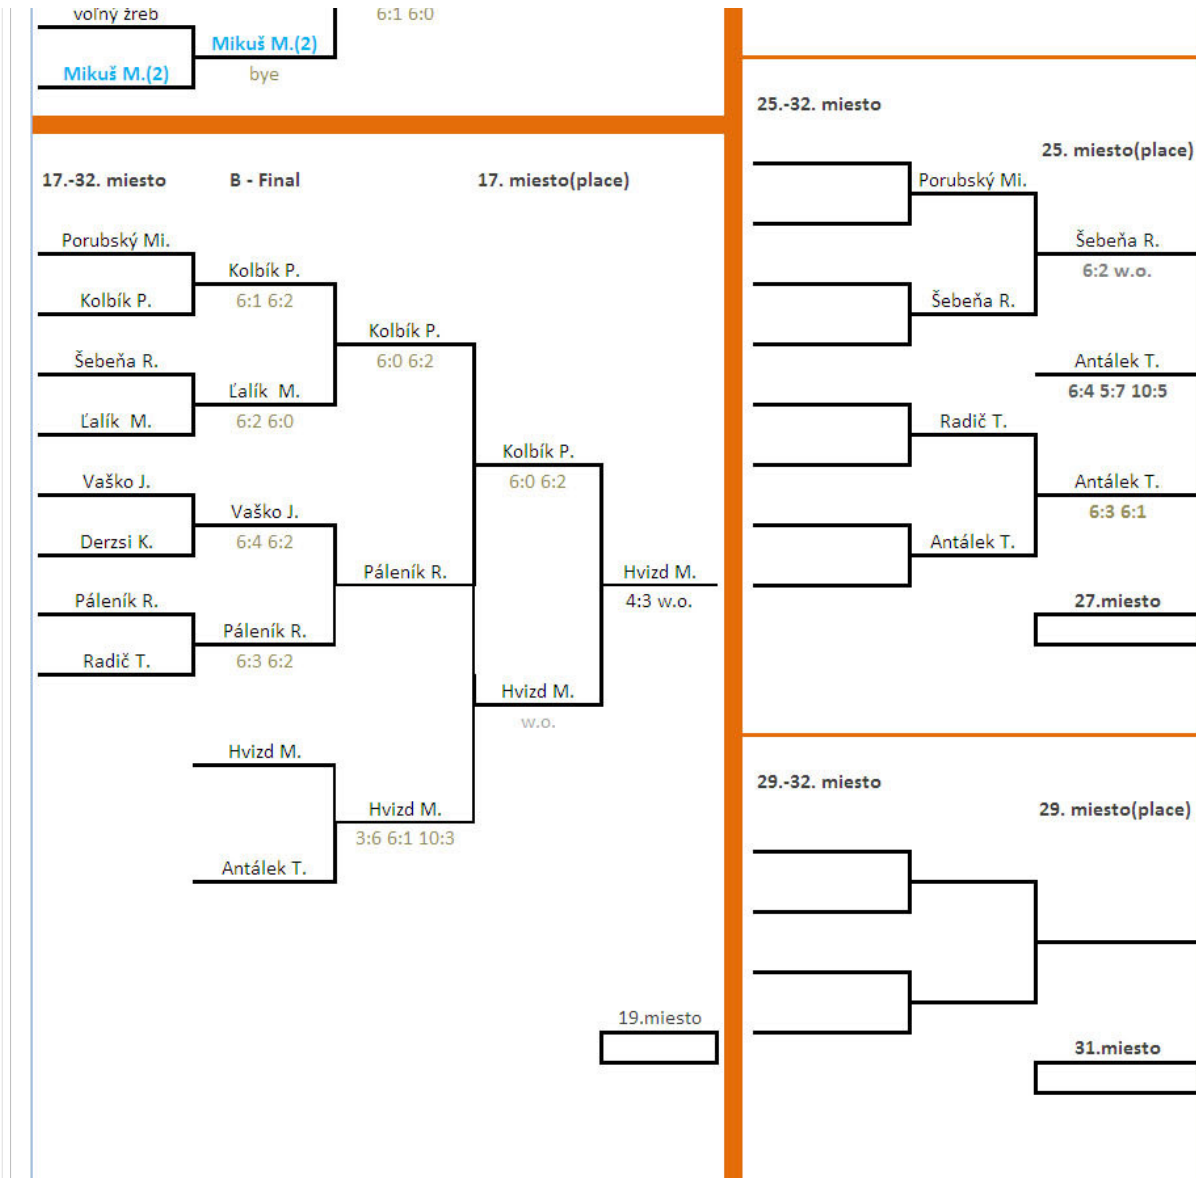 voľný žreb
6:1 6:0
Mikuš M.(2)
Mikuš M.(2)
bye
17.-32. miesto
B - Final
17. miesto(place)
Porubský Mi.
Kolbík P.
Kolbík P.
6:1 6:2
Kolbík P.
6:0 6:2
Šebeňa R.
Ľalík M.
Ľalík M.
6:2 6:0
Kolbík P.
6:0 6:2
Vaško J.
Vaško J.
Derzsi K.
6:4 6:2
Páleník R.
Hvizd M.
4:3 w.o.
Páleník R.
Páleník R.
Radič T.
6:3 6:2
Hvizd M.
w.o.
Hvizd M.
Hvizd M.
3:6 6:1 10:3
Antálek T.
19.miesto
25.-32. miesto
25. miesto(place)
Porubský Mi.
Šebeňa R.
6:2 w.o.
Šebeňa R.
Antálek T.
6:4 5:7 10:5
Radič T.
Antálek T.
6:3 6:1
Antálek T.
27.miesto
29.-32. miesto
29. miesto(place)
31.miesto